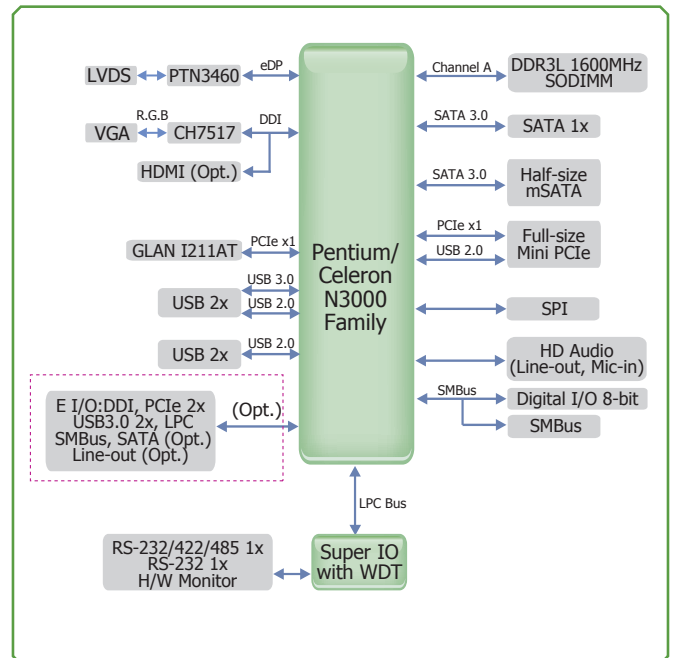 LVDS
PTN3460
eDP
R.G.B
VGA
CH7517
DDI
HDMI (Opt.)
GLAN I211AT
PCIe x1
USB 2x
USB 3.0
USB 2.0
USB 2x
USB 2.0
E I/O:DDI, PCIe 2x
USB3.0 2x, LPC
SMBus, SATA (Opt.)
Line-out (Opt.)
(Opt.)
Pentium/
Celeron
N3000
Family
Channel A
DDR3L 1600MHz
SODIMM
SATA 3.0
SATA 1x
SATA 3.0
Half-size
mSATA
PCIe x1
USB 2.0
Full-size
Mini PCIe
SPI
HD Audio
(Line-out, Mic-in)
SMBus
Digital I/O 8-bit
SMBus
LPC Bus
RS-232/422/485 1x
RS-232 1x
H/W Monitor
Super IO
with WDT